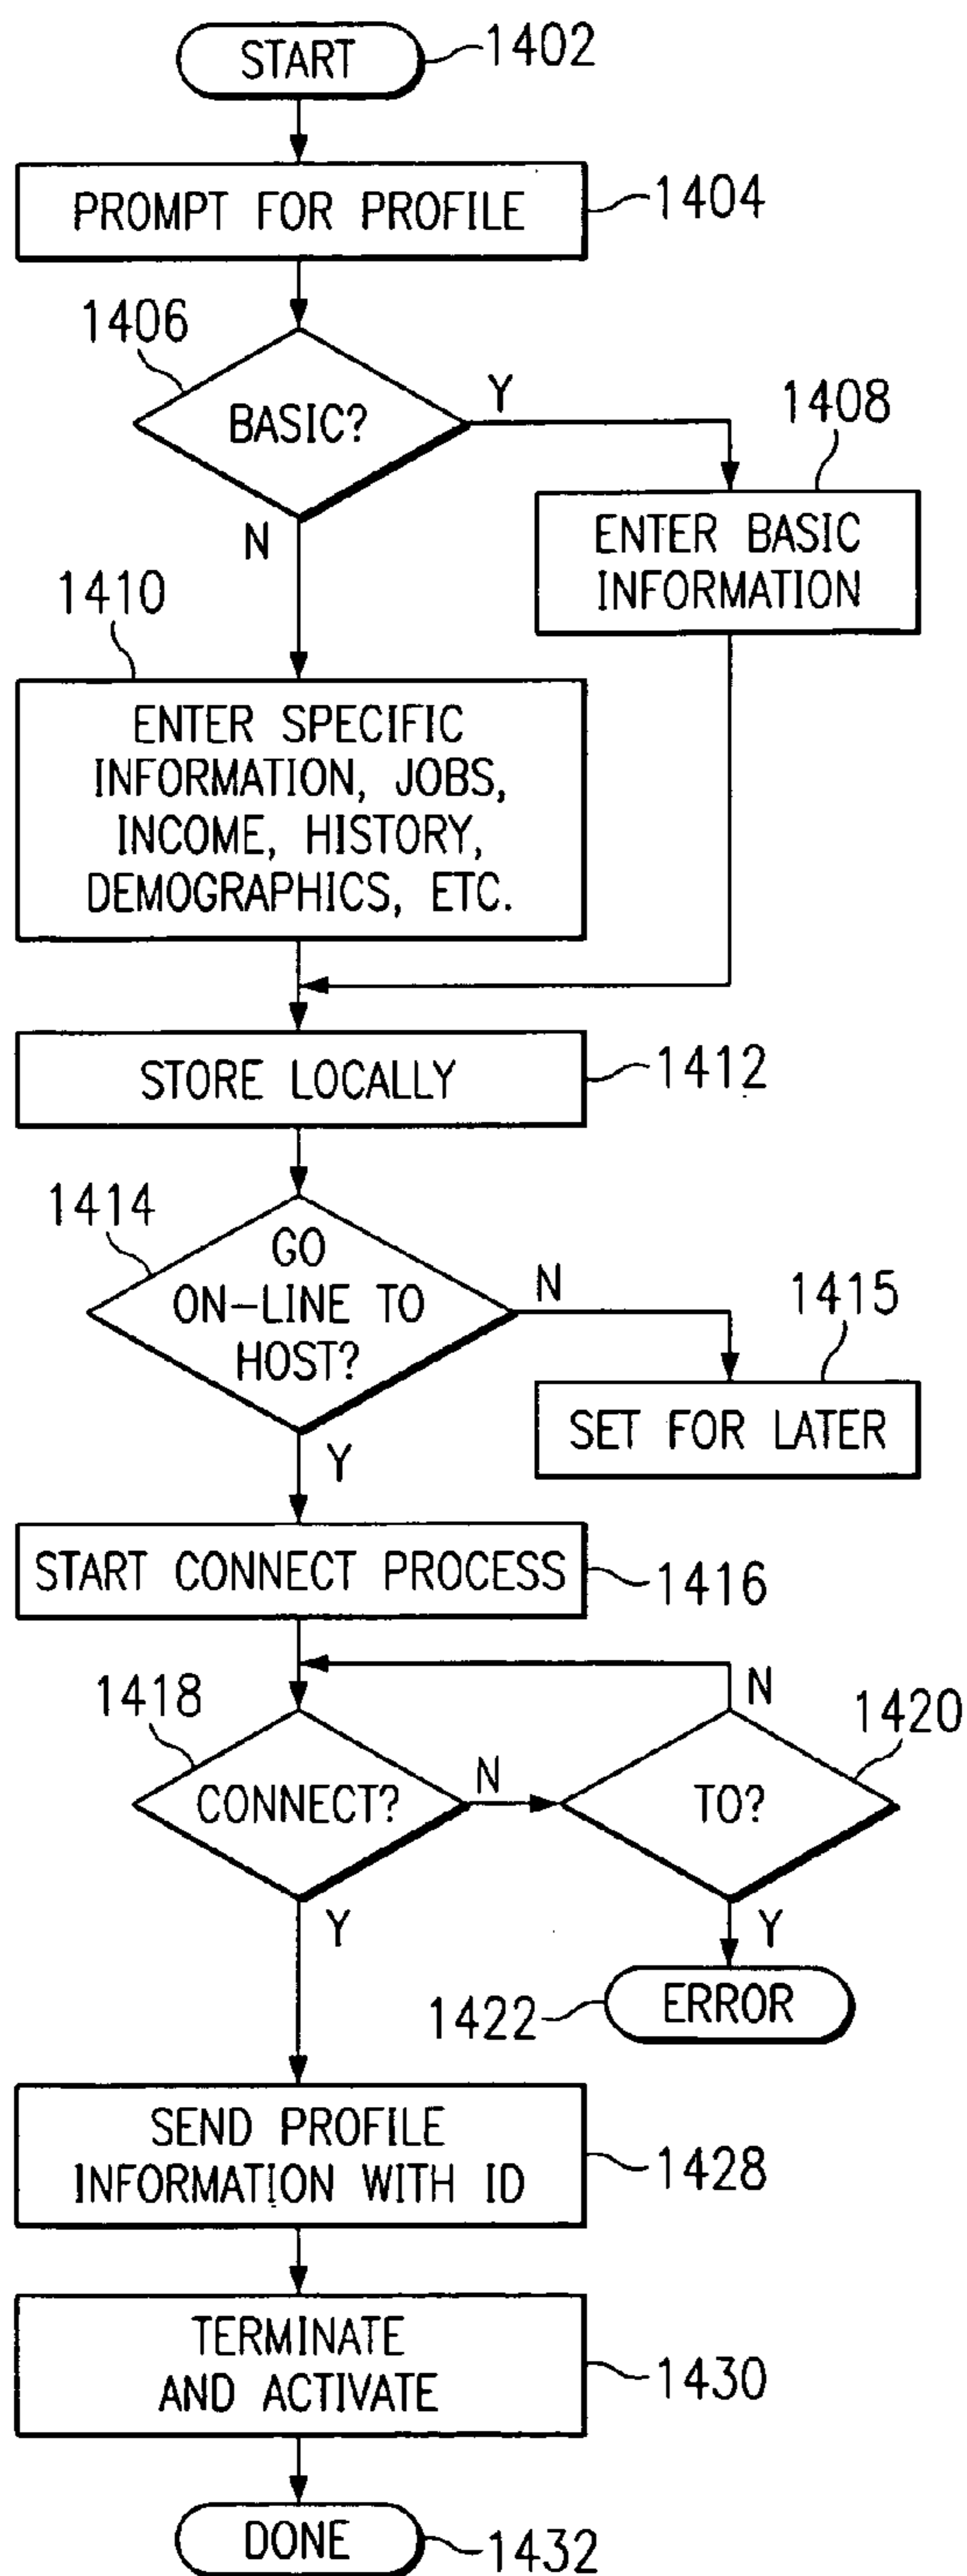 START
1402
PROMPT FOR PROFILE
1404
1406
BASIC?
Y
N
1408
ENTER BASIC
INFORMATION
1410
ENTER SPECIFIC
INFORMATION, JOBS,
INCOME, HISTORY,
DEMOGRAPHICS, ETC.
STORE LOCALLY
1412
1414
GO
ON-LINE TO
HOST?
N
Y
1415
SET FOR LATER
START CONNECT PROCESS
1416
1418
CONNECT?
N
Y
1420
TO?
N
Y
1422
ERROR
SEND PROFILE
INFORMATION WITH ID
1428
TERMINATE
AND ACTIVATE
1430
DONE
1432